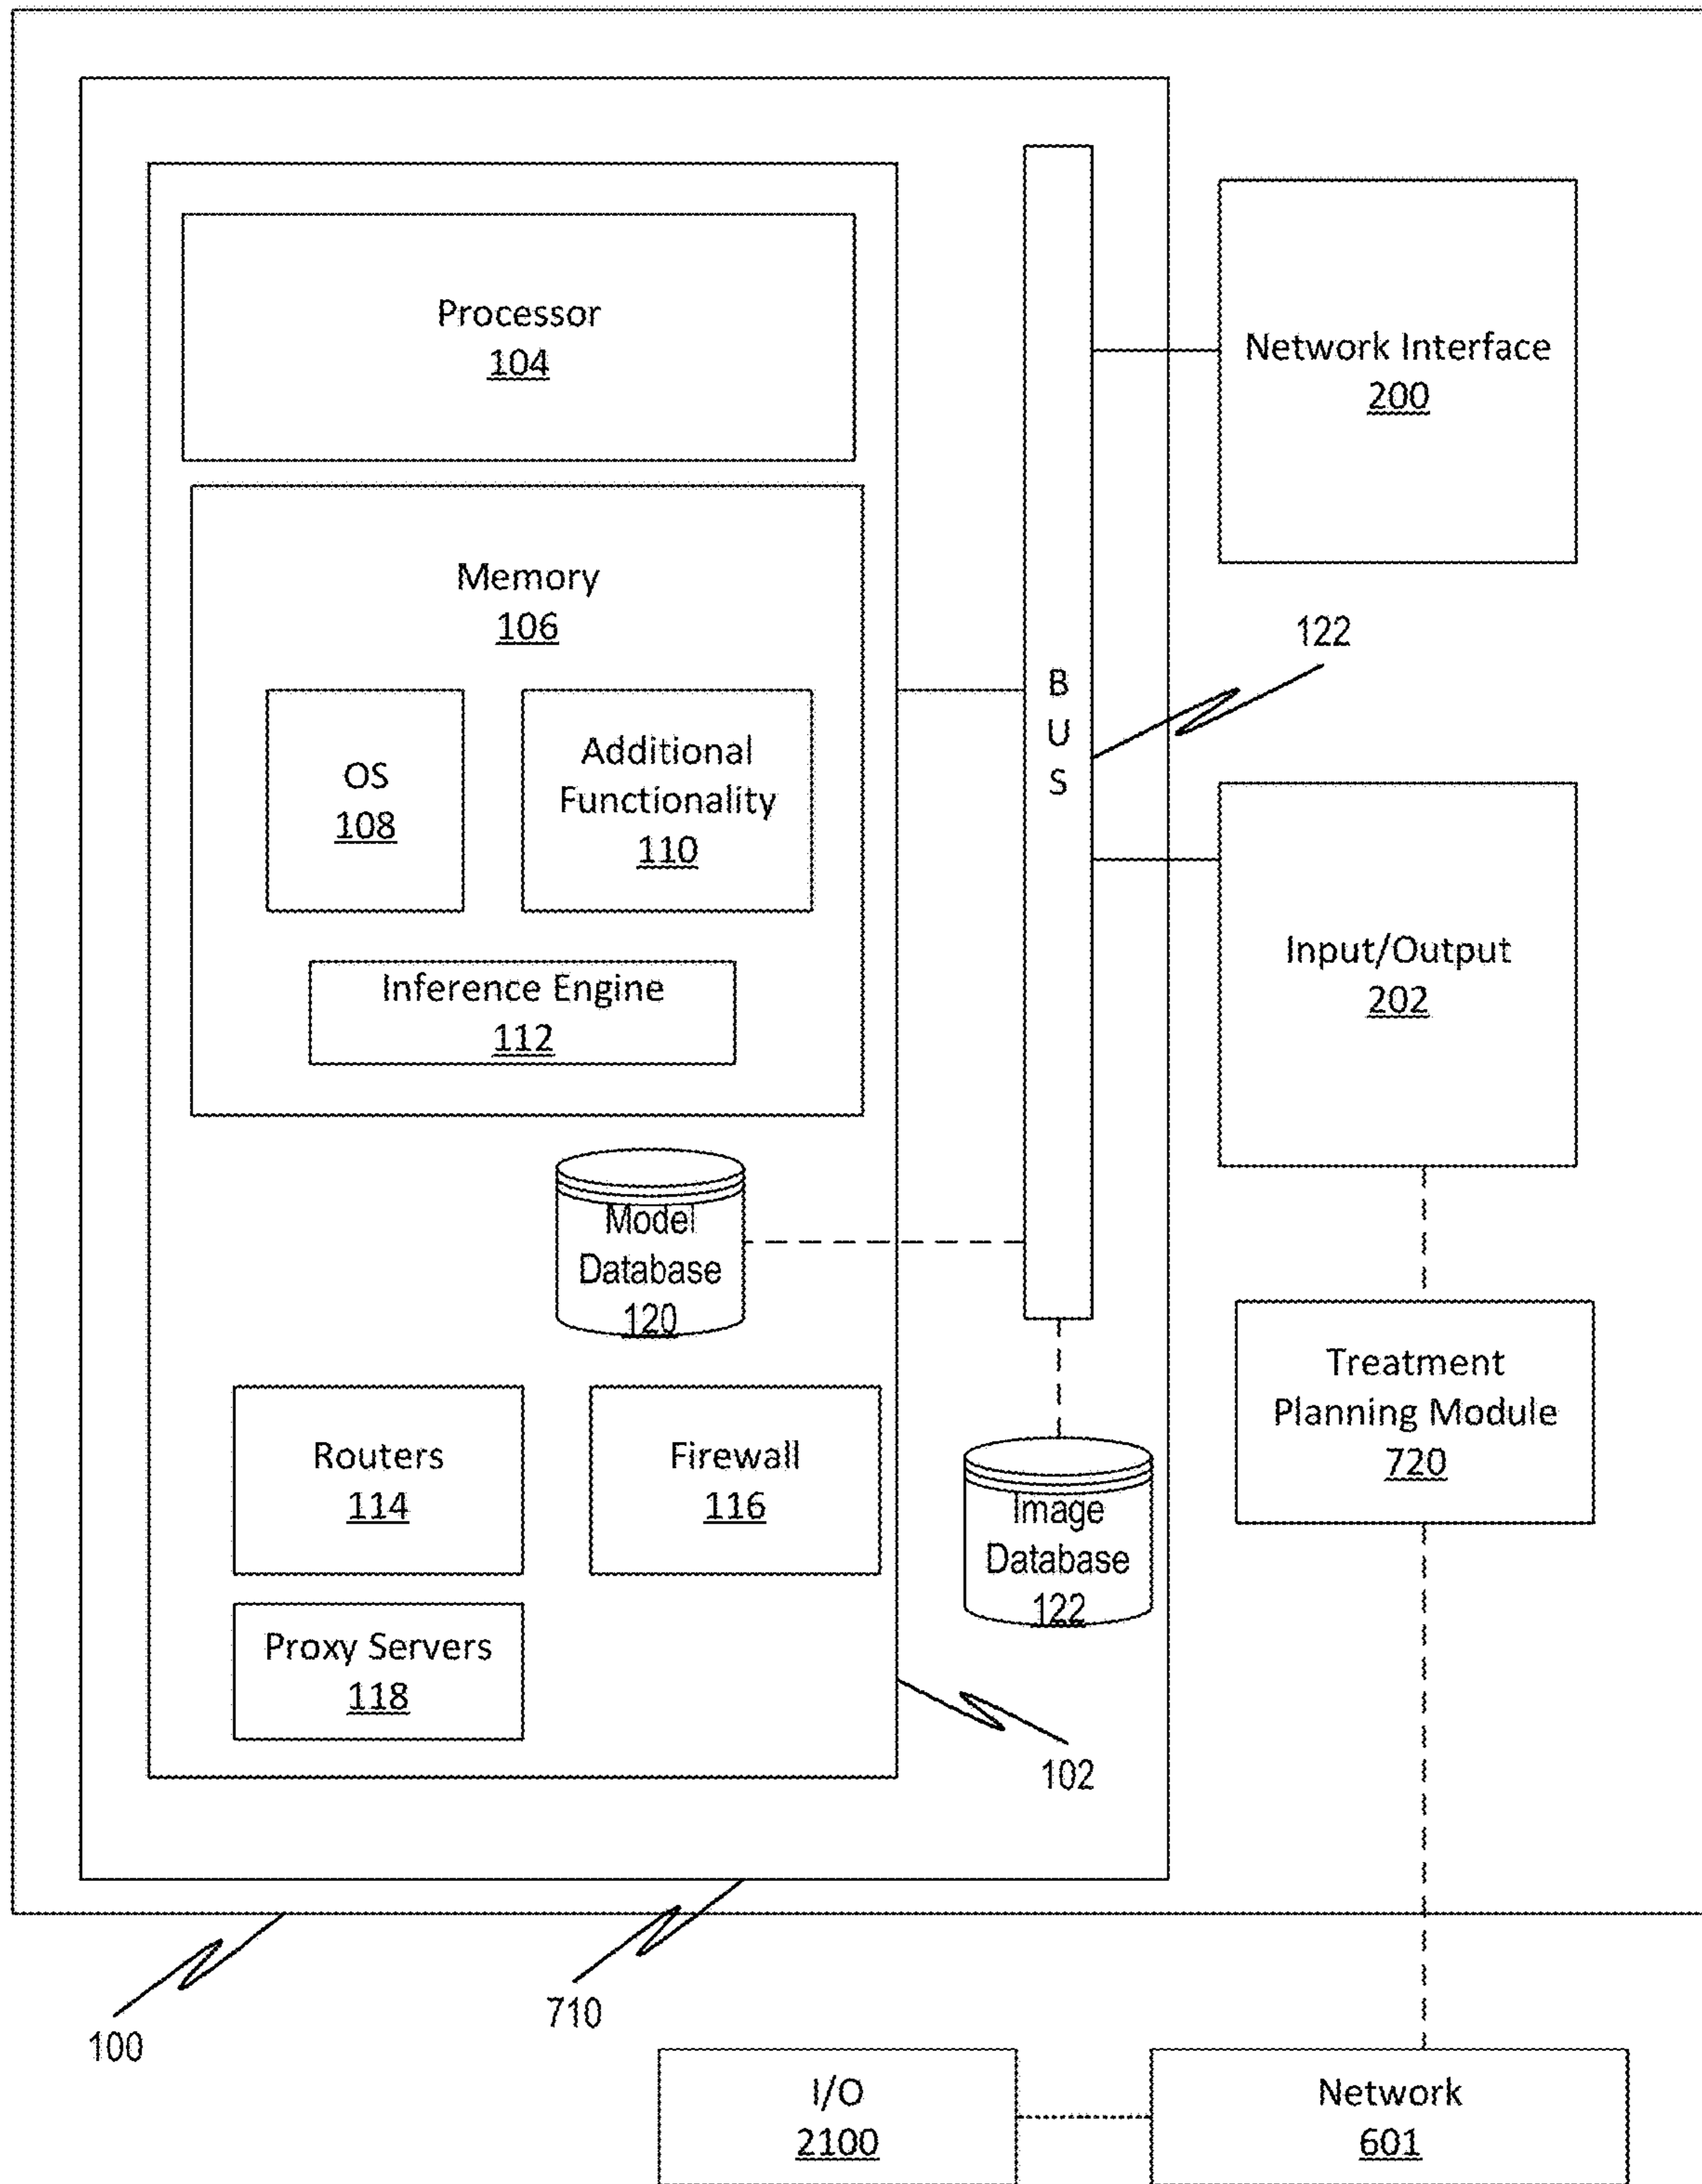 Processor
104
Network Interface
200
Memory
106
122
B
U
S
OS
108
Additional
Functionality
110
Input/Output
202
Inference Engine
112
Model
Database
120
Treatment
Planning Module
720
Routers
114
Firewall
116
Image
Database
122
Proxy Servers
118
102
710
100
I/O
2100
Network
601